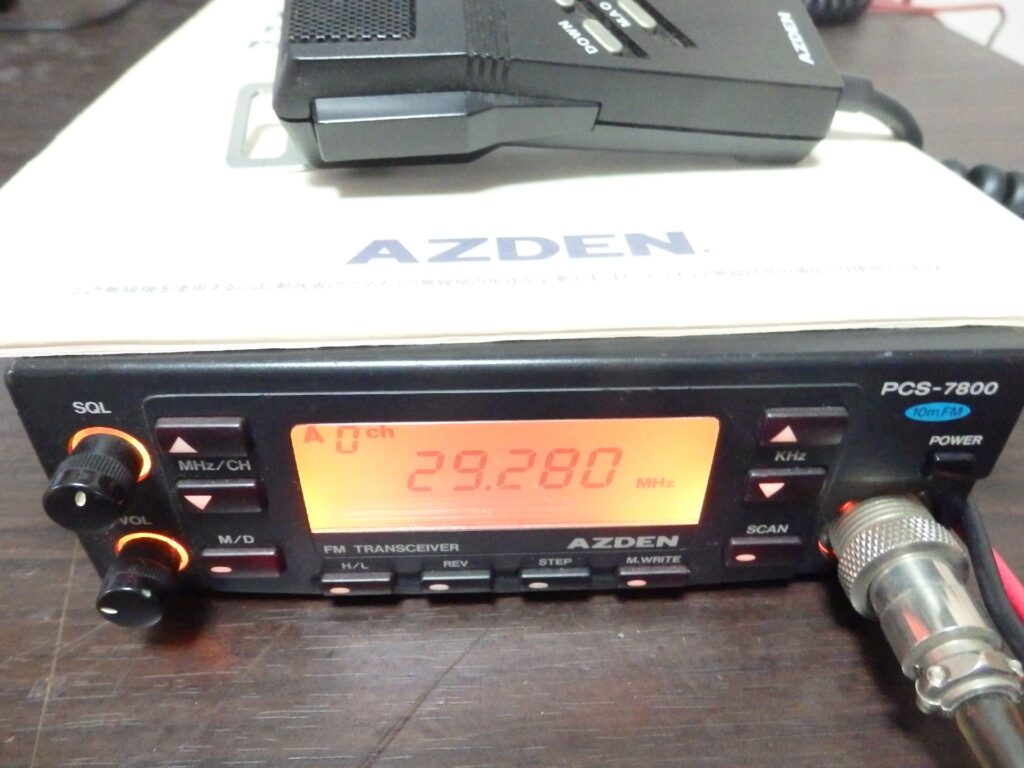 DOWN
MAO
AZDEN
AZDEN
PCS-7800
10m FM
POWER
SQL
MHz/CH
VOL
M/D
A 0 ch
29.280 MHz
KHz
SCAN
FM TRANSCEIVER
AZDEN
H/L
REV
STEP
M.WRITE